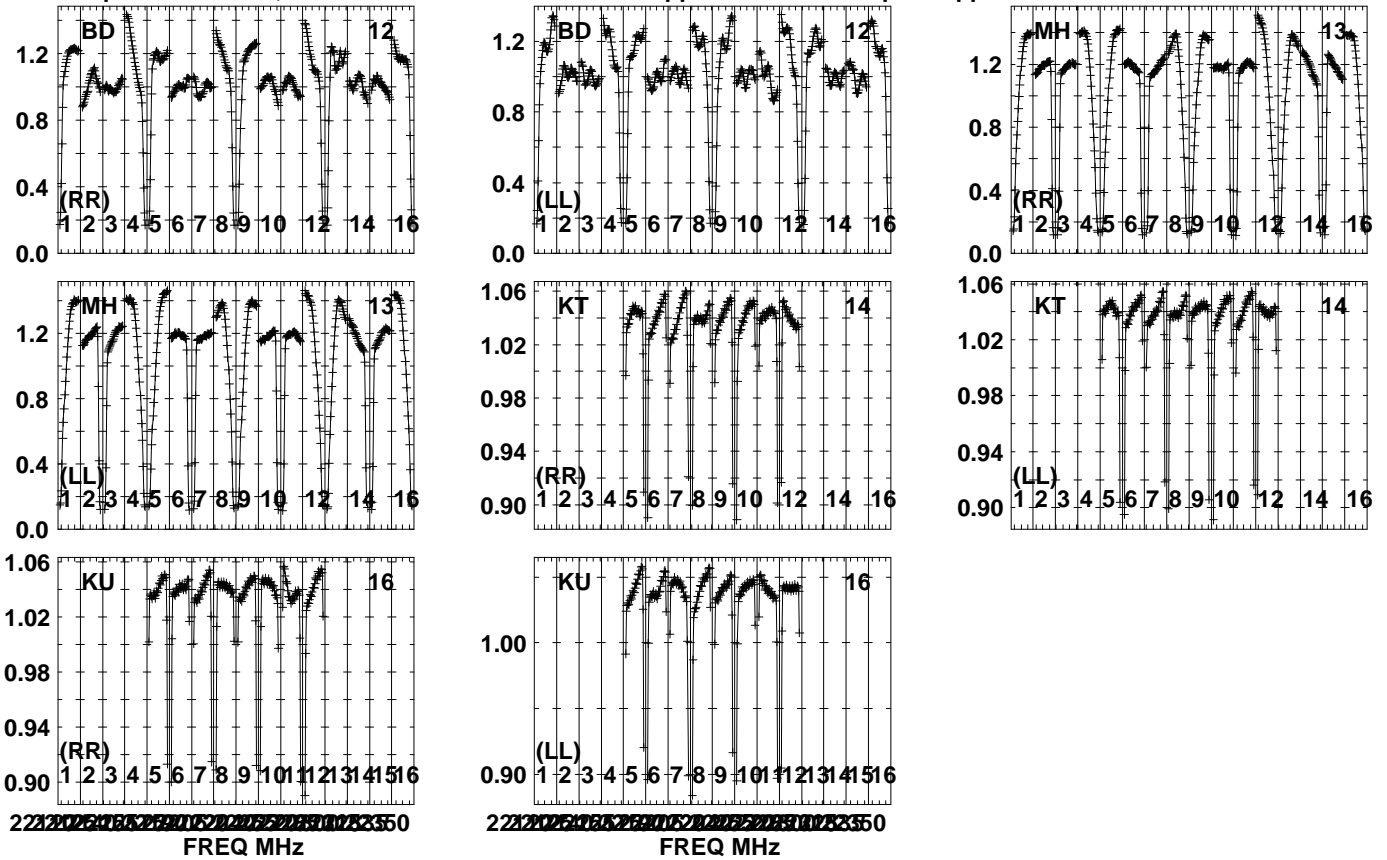 BD 12
1.2
0.8
0.4
0.0
(RR)
1 2 3 4 5 6 7 8 9 10 12 14 16
BD 12
1.2
0.8
0.4
0.0
(LL)
1 2 3 4 5 6 7 8 9 10 12 14 16
MH 13
1.2
0.8
0.4
0.0
(RR)
1 2 3 4 5 6 7 8 9 10 12 14 16
MH 13
1.2
0.8
0.4
0.0
(LL)
1 2 3 4 5 6 7 8 9 10 12 14 16
KT 14
1.06
1.02
0.98
0.94
0.90
(RR)
1 2 3 4 5 6 7 8 9 10 12 14 16
KT 14
1.06
1.02
0.98
0.94
0.90
(LL)
1 2 3 4 5 6 7 8 9 10 12 14 16
KU 16
1.06
1.02
0.98
0.94
0.90
(RR)
1 2 3 4 5 6 7 8 9 10 11 12 13 14 15 16
FREQ MHz
KU 16
1.00
0.90
(LL)
1 2 3 4 5 6 7 8 9 10 11 12 13 14 15 16
FREQ MHz